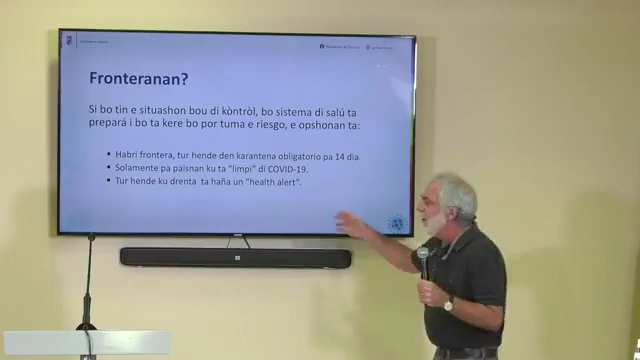 Fronteranan?
Si bo tin e situashon bou di kòntròl, bo sistema di salú ta
prepará i bo ta kere bo por tuma e riesgo, e opshonan ta:
▪ Habri frontera, tur hende den karantena obligatorio pa 14 dia.
▪ Solamente pa paisnan ku ta “limpi” di COVID-19.
▪ Tur hende ku drenta ta haña un “health alert”.